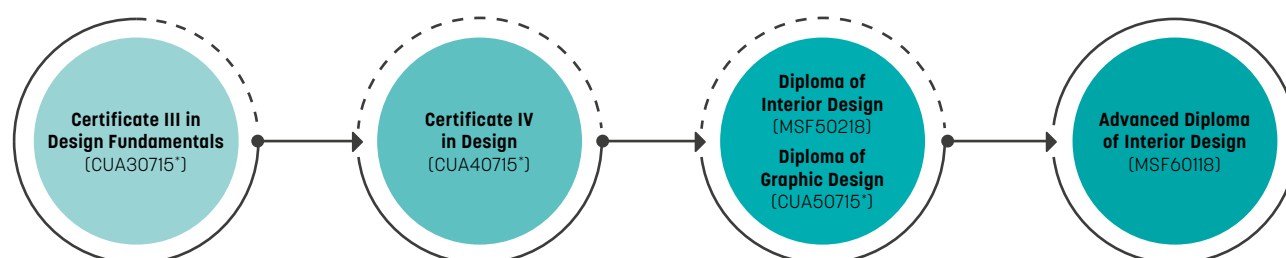 Certificate III in
Design Fundamentals
(CUA30715*)
Certificate IV
in Design
(CUA40715*)
Diploma of
Interior Design
(MSF50218)
Diploma of
Graphic Design
(CUA50715*)
Advanced Diploma
of Interior Design
(MSF60118)